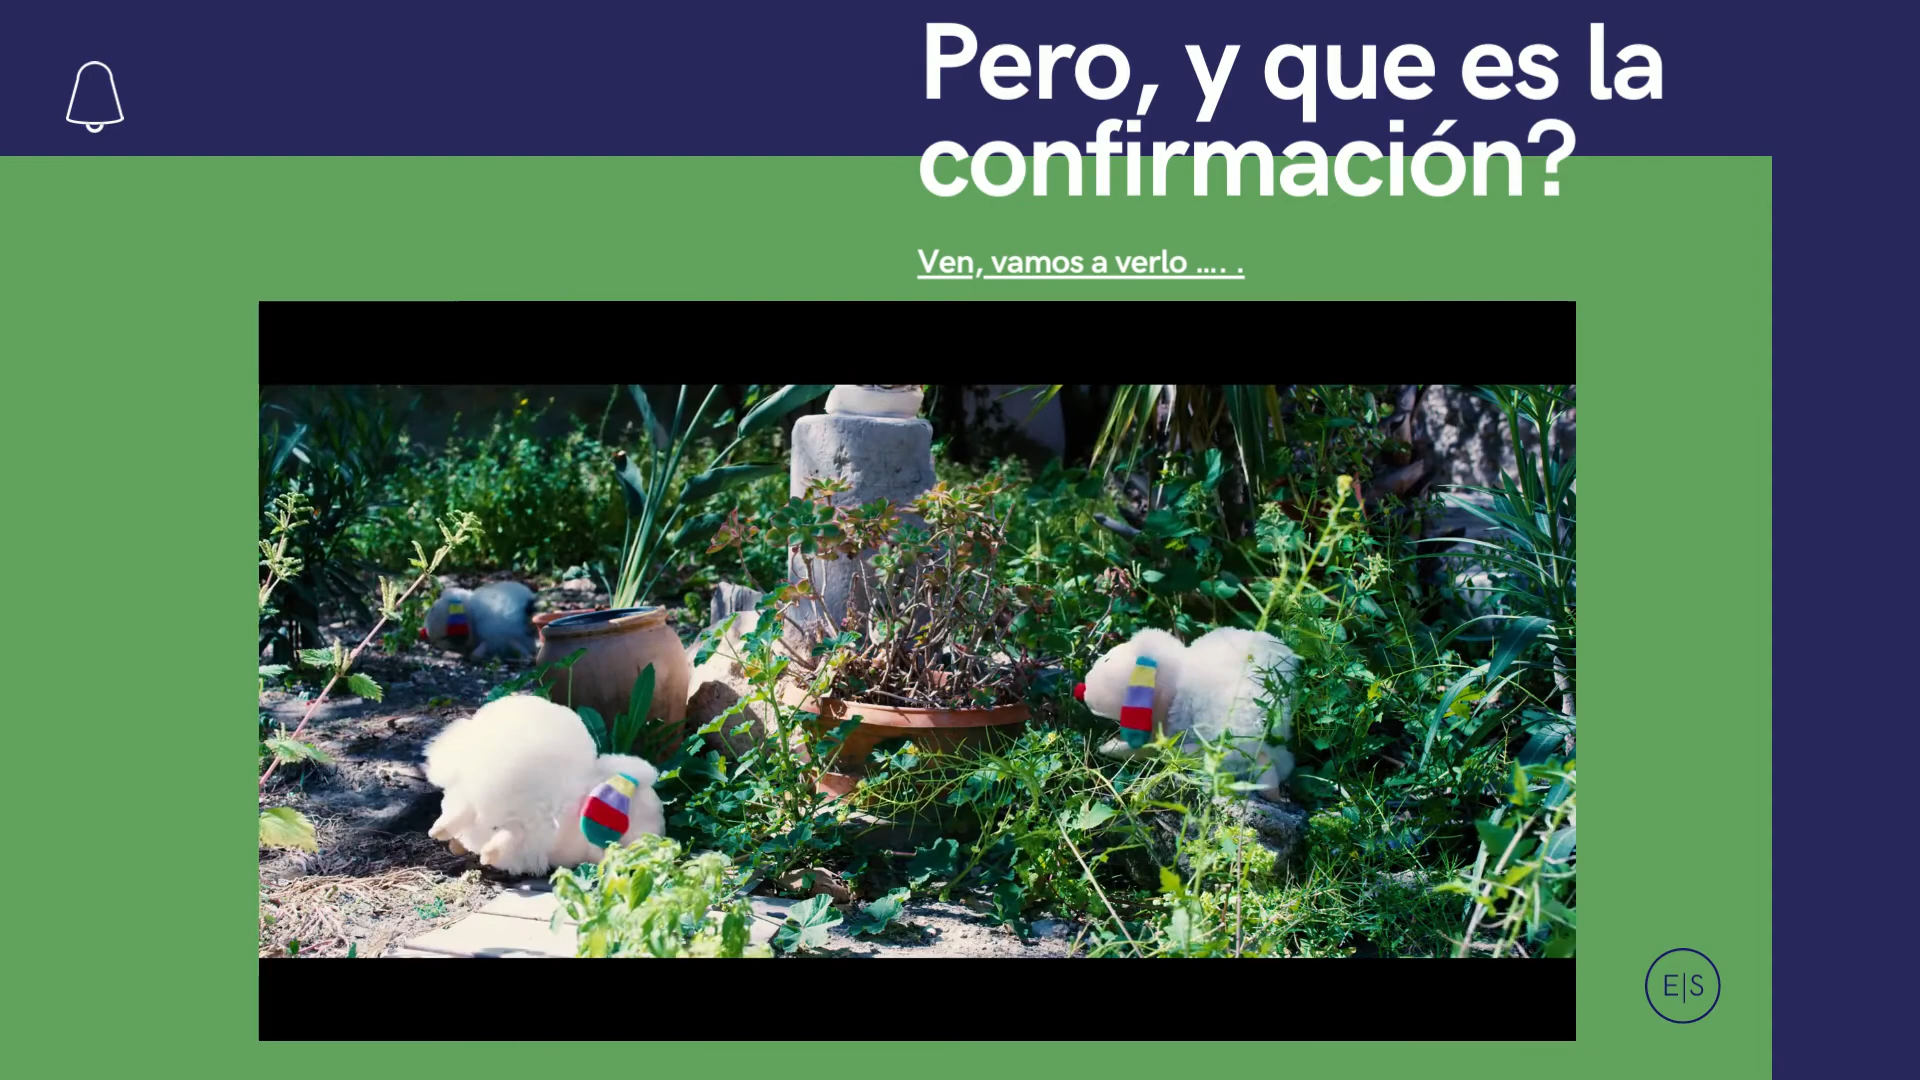 Pero, y que es la
confirmación?
Ven, vamos a verlo .... .
E|S